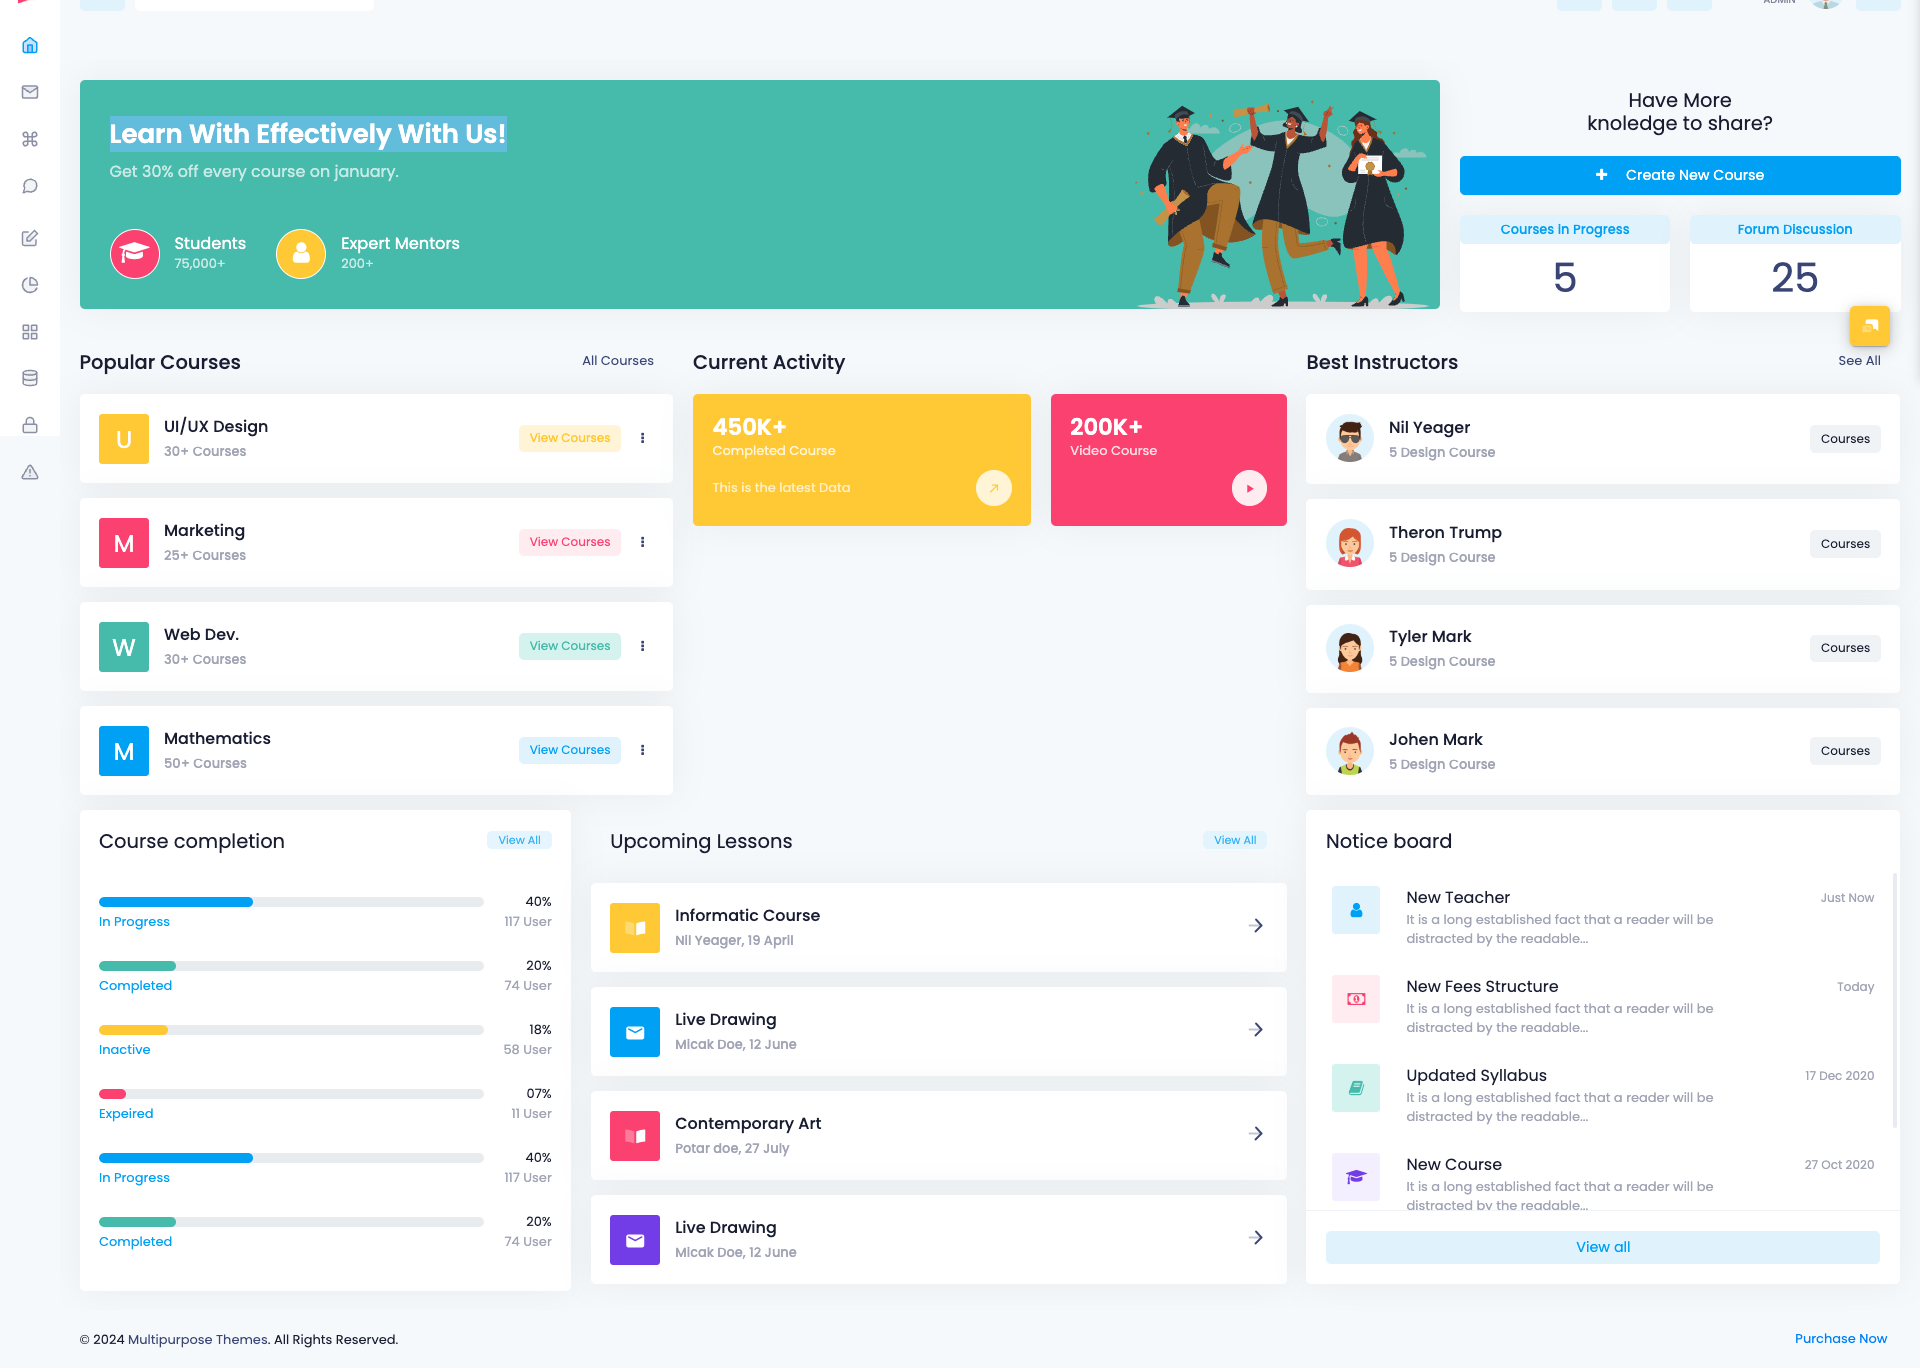 ADMIN
Learn With Effectively With Us!
Get 30% off every course on january.
Students
75,000+
Expert Mentors
200+
Have More
knoledge to share?
+ Create New Course
Courses in Progress
5
Forum Discussion
25
Popular Courses
All Courses
U
UI/UX Design
30+ Courses
View Courses
M
Marketing
25+ Courses
View Courses
W
Web Dev.
30+ Courses
View Courses
M
Mathematics
50+ Courses
View Courses
Current Activity
450K+
Completed Course
This is the latest Data
200K+
Video Course
Best Instructors
See All
Nil Yeager
5 Design Course
Courses
Theron Trump
5 Design Course
Courses
Tyler Mark
5 Design Course
Courses
Johen Mark
5 Design Course
Courses
Course completion
View All
40%
In Progress
117 User
20%
Completed
74 User
18%
Inactive
58 User
07%
Expeired
11 User
40%
In Progress
117 User
20%
Completed
74 User
Upcoming Lessons
View All
Informatic Course
Nil Yeager, 19 April
Live Drawing
Micak Doe, 12 June
Contemporary Art
Potar doe, 27 July
Live Drawing
Micak Doe, 12 June
Notice board
New Teacher
Just Now
It is a long established fact that a reader will be
distracted by the readable...
New Fees Structure
Today
It is a long established fact that a reader will be
distracted by the readable...
Updated Syllabus
17 Dec 2020
It is a long established fact that a reader will be
distracted by the readable...
New Course
27 Oct 2020
It is a long established fact that a reader will be
distracted by the readable...
View all
© 2024 Multipurpose Themes. All Rights Reserved.
Purchase Now